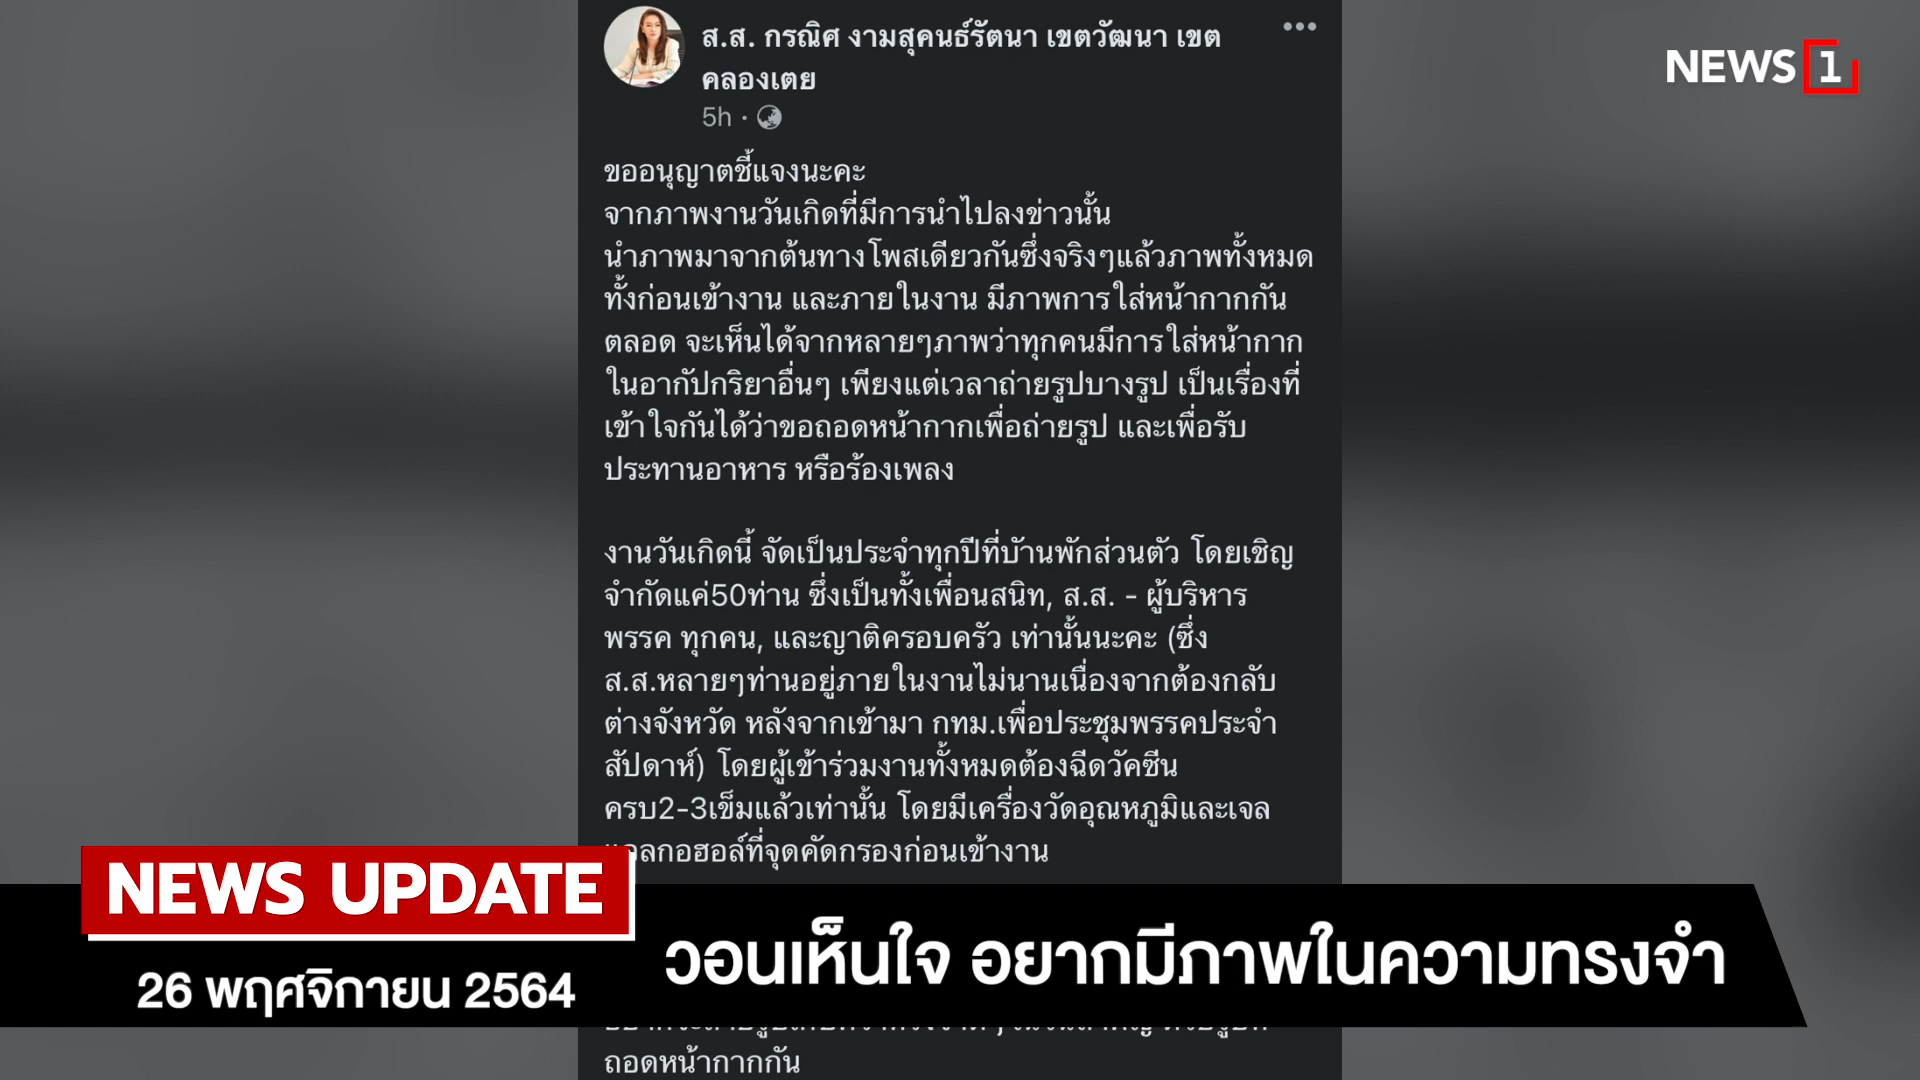 ส.ส. กรณิศ งามสุคนธ์รัตนา เขตวัฒนา เขต
คลองเตย
5h
NEWS 1
ขออนุญาตชี้แจงนะคะ
จากภาพงานวันเกิดที่มีการนำไปลงข่าวนั้น
นำภาพมาจากต้นทางโพสเดียวกันซึ่งจริงๆแล้วภาพทั้งหมด
ทั้งก่อนเข้างาน และภายในงาน มีภาพการใส่หน้ากากกัน
ตลอด จะเห็นได้จากหลายๆภาพว่าทุกคนมีการใส่หน้ากาก
ในอากัปกริยาอื่นๆ เพียงแต่เวลาถ่ายรูปบางรูป เป็นเรื่องที่
เข้าใจกันได้ว่าขอถอดหน้ากากเพื่อถ่ายรูป และเพื่อรับ
ประทานอาหาร หรือร้องเพลง
งานวันเกิดนี้ จัดเป็นประจำทุกปีที่บ้านพักส่วนตัว โดยเชิญ
จำกัดแค่50ท่าน ซึ่งเป็นทั้งเพื่อนสนิท, ส.ส. - ผู้บริหาร
พรรค ทุกคน, และญาติครอบครัว เท่านั้นนะคะ (ซึ่ง
ส.ส.หลายๆท่านอยู่ภายในงานไม่นานเนื่องจากต้องกลับ
ต่างจังหวัด หลังจากเข้ามา กทม.เพื่อประชุมพรรคประจำ
สัปดาห์) โดยผู้เข้าร่วมงานทั้งหมดต้องฉีดวัคซีน
ครบ2-3เข็มแล้วเท่านั้น โดยมีเครื่องวัดอุณหภูมิและเจล
แอลกอฮอล์ที่จุดคัดกรองก่อนเข้างาน
NEWS UPDATE
26 พฤศจิกายน 2564
วอนเห็นใจ อยากมีภาพในความทรงจำ
ถอดหน้ากากกัน